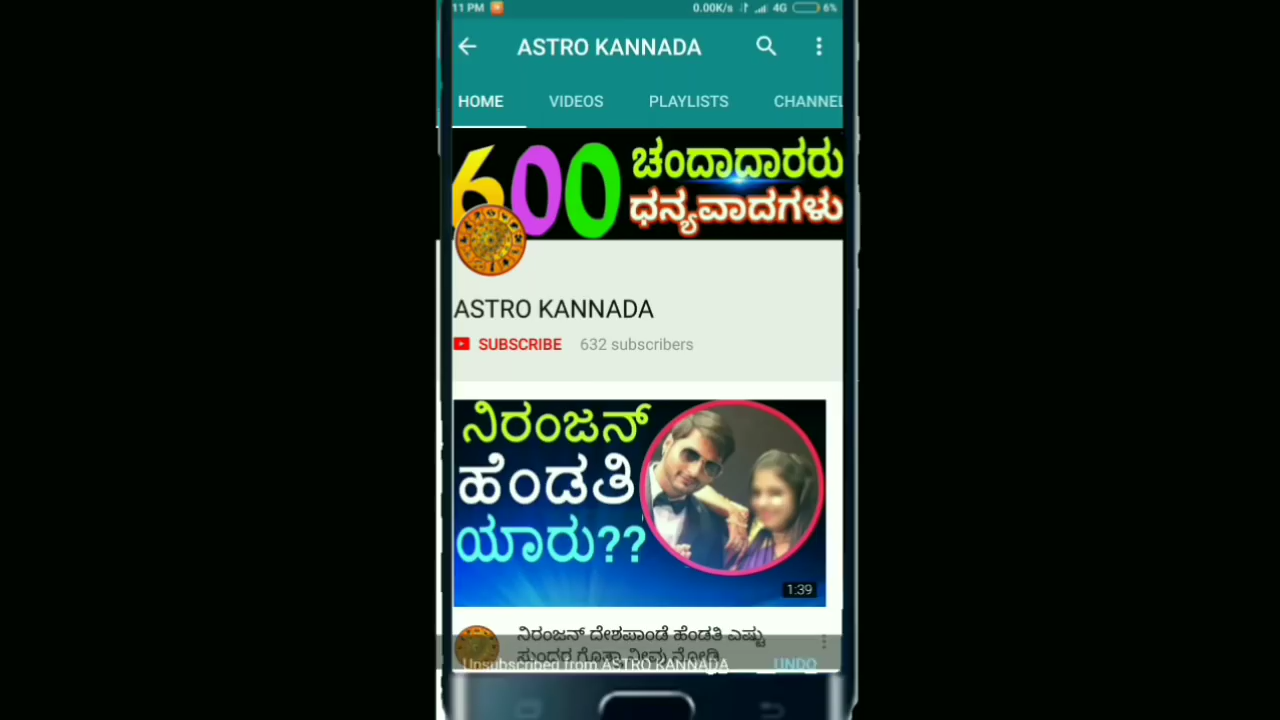 11 PM 0.00K/s 4G 6%
ASTRO KANNADA
HOME VIDEOS PLAYLISTS CHANNEL
600 ಚಂದಾದಾರರು
ಧನ್ಯವಾದಗಳು
ASTRO KANNADA
SUBSCRIBE 632 subscribers
ನಿರಂಜನ್
ಹೆಂಡತಿ
ಯಾರು??
1:39
ನಿರಂಜನ್ ದೇಶಪಾಂಡೆ ಹೆಂಡತಿ ಎಷ್ಟು
ಸುಂದರ ಗೊತ್ತಾ ನೀವು ನೋಡಿ
Unsubscribed from ASTRO KANNADA UNDO